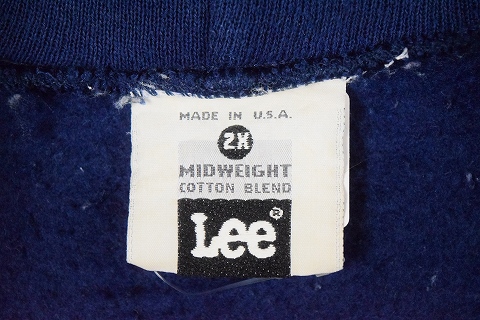 MADE IN U.S.A.
2X
MIDWEIGHT
COTTON BLEND
Lee®